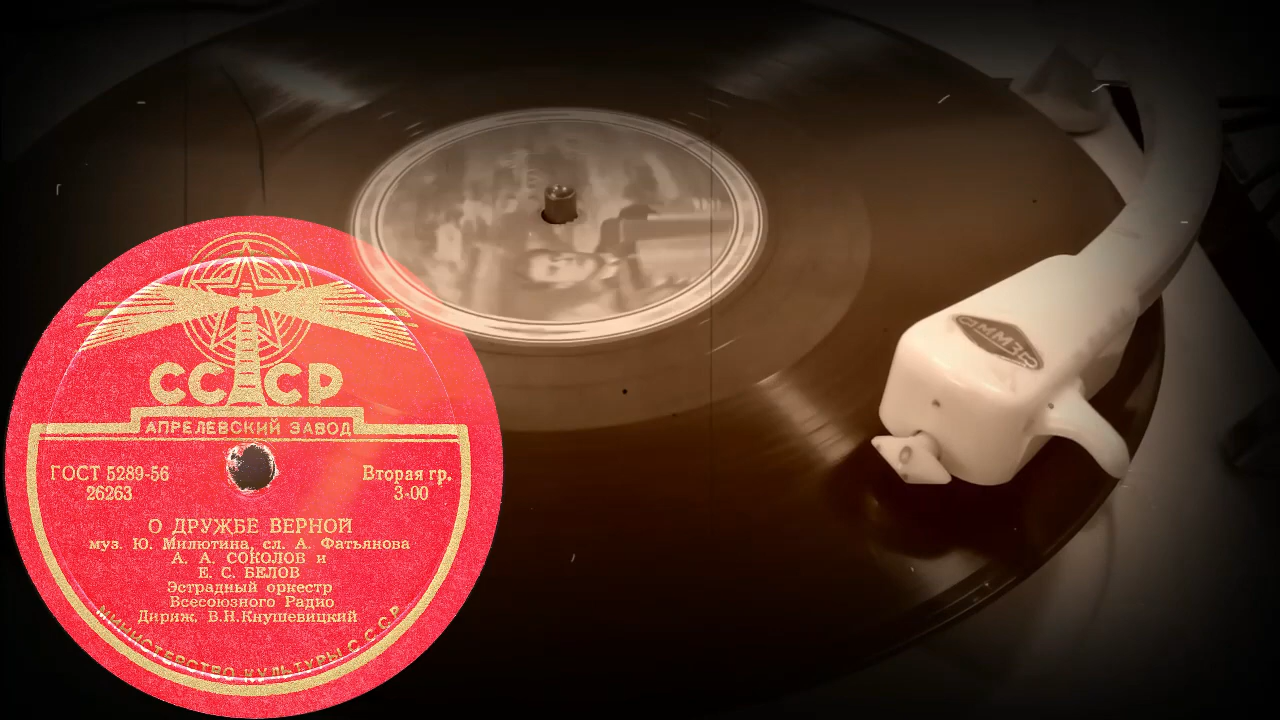 СССР
АПРЕЛЕВСКИЙ ЗАВОД
ГОСТ 5289-56
26263
Вторая гр.
3-00
О ДРУЖБЕ ВЕРНОЙ
муз. Ю. Милютина, сл. А. Фатьянова
А. А. СОКОЛОВ и
Е. С. БЕЛОВ
Эстрадный оркестр
Всесоюзного Радио
Дириж. В.Н.Кнушевицкий
МИНИСТЕРСТВО КУЛЬТУРЫ С.С.С.Р
ММЗ